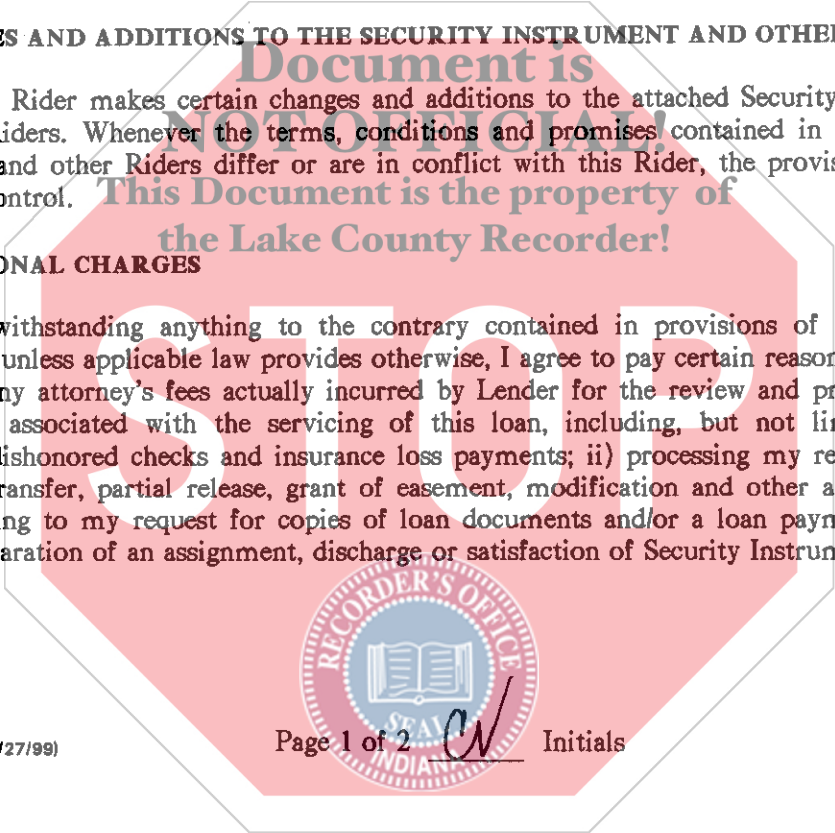 ES AND ADDITIONS TO THE SECURITY INSTRUMENT AND OTHE
Document is
Rider makes certain changes and additions to the attached Security
NOT OFFICIAL!
iders. Whenever the terms, conditions and promises contained in
and other Riders differ or are in conflict with this Rider, the provis
This Document is the property of
ontrol.
the Lake County Recorder!
ONAL CHARGES
STOP
withstanding anything to the contrary contained in provisions of
unless applicable law provides otherwise, I agree to pay certain reason
ny attorney's fees actually incurred by Lender for the review and pr
associated with the servicing of this loan, including, but not lir
dishonored checks and insurance loss payments; ii) processing my re
ransfer, partial release, grant of easement, modification and other a
ing to my request for copies of loan documents and/or a loan paym
aration of an assignment, discharge or satisfaction of Security Instrum
RECORDER'S OFFICE
SEAL
INDIANA
/27/99)
Page 1 of 2 CN Initials